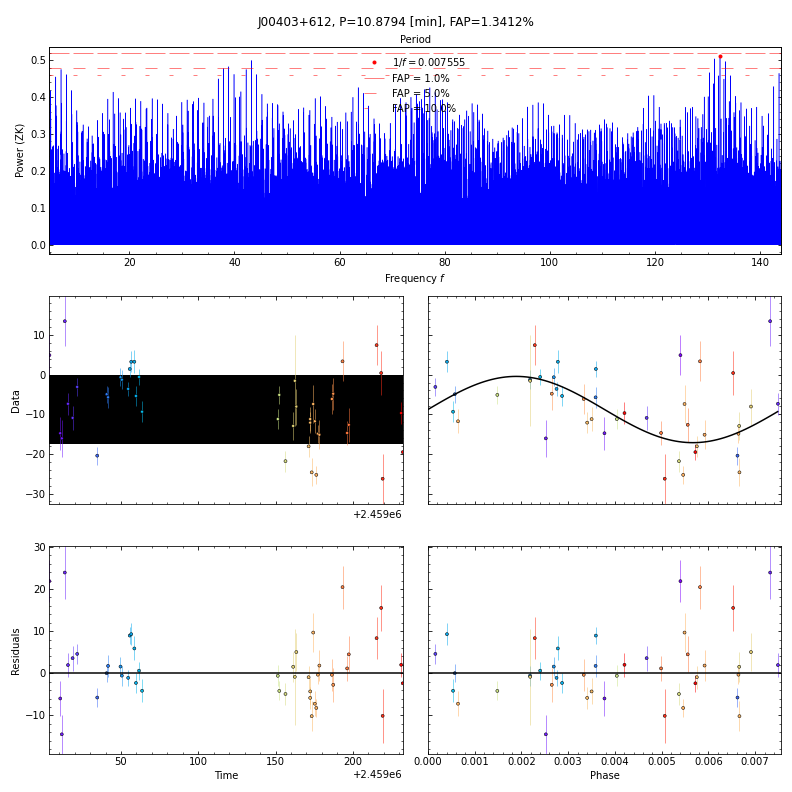 J00403+612, P=10.8794 [min], FAP=1.3412%
Period
0.5
0.4
0.3
0.2
0.1
0.0
Power (ZK)
1/f = 0.007555
FAP = 1.0%
FAP = 5.0%
FAP = 10.0%
20 40 60 80 100 120 140
Frequency f
10
0
−10
−20
−30
Data
+2.459e6
30
20
10
0
−10
Residuals
50 100 150 200
Time
+2.459e6
0.000 0.001 0.002 0.003 0.004 0.005 0.006 0.007
Phase